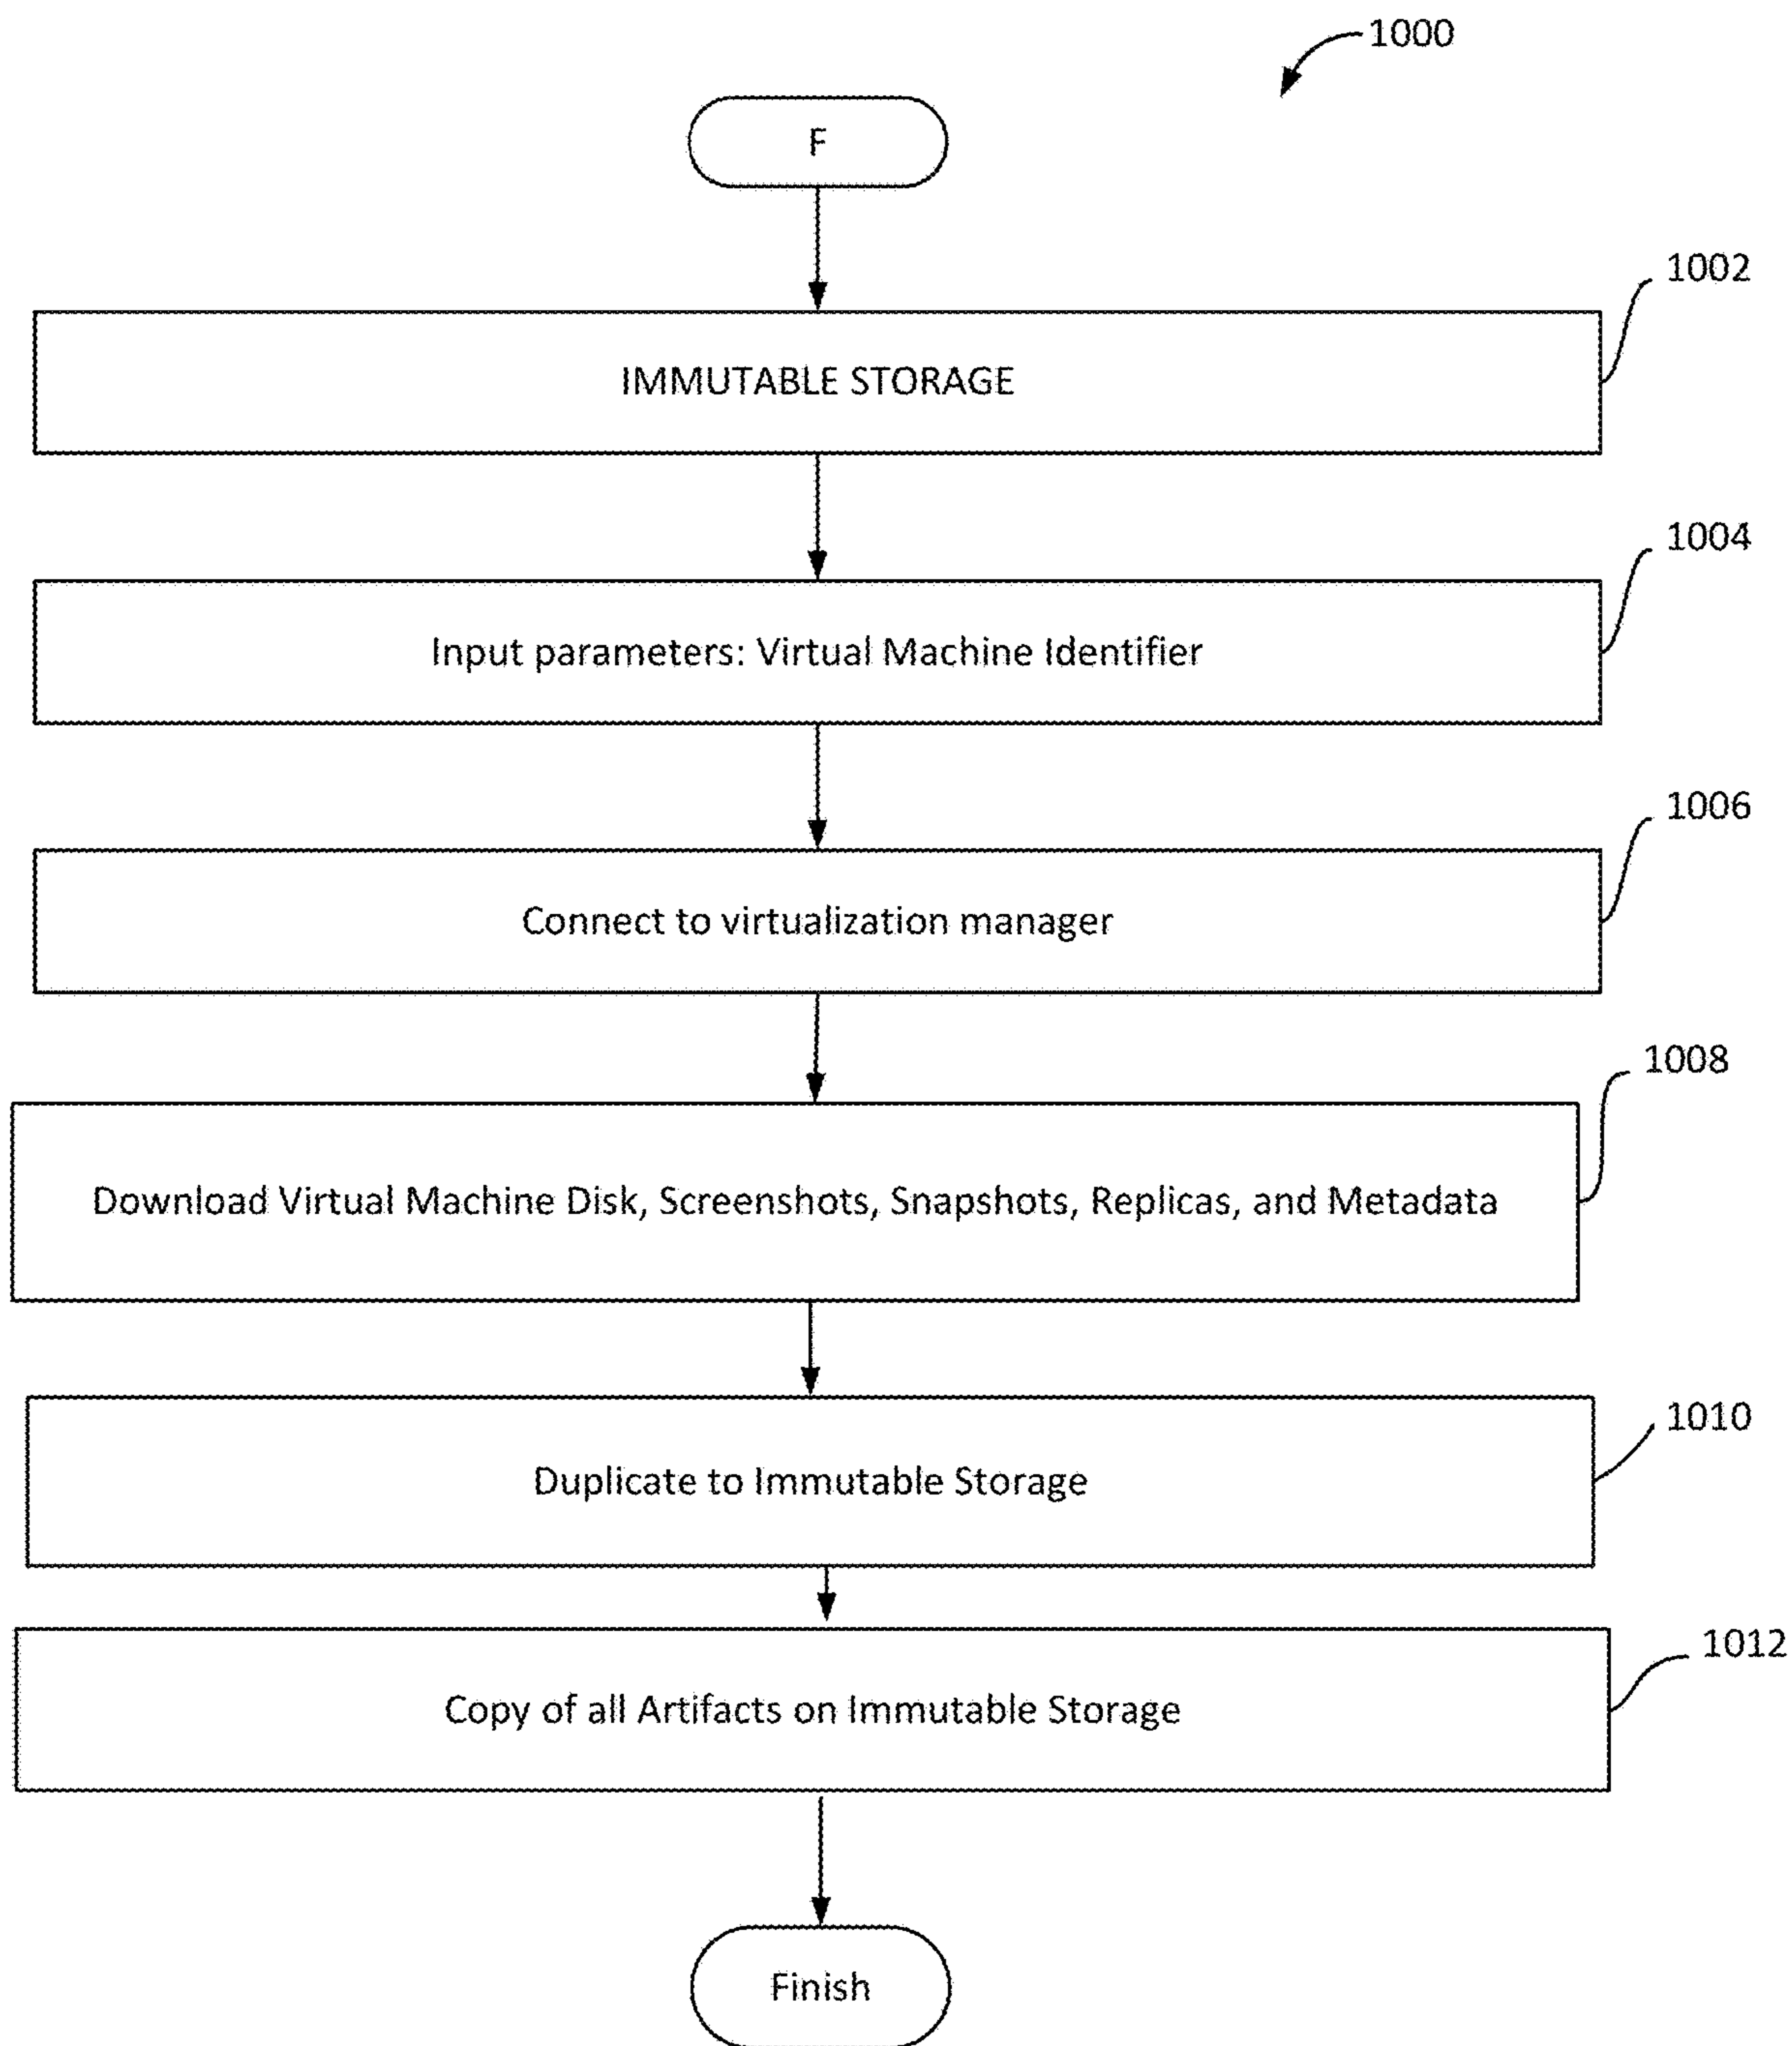 1000
F
1002
IMMUTABLE STORAGE
1004
Input parameters: Virtual Machine Identifier
1006
Connect to virtualization manager
1008
Download Virtual Machine Disk, Screenshots, Snapshots, Replicas, and Metadata
1010
Duplicate to Immutable Storage
1012
Copy of all Artifacts on Immutable Storage
Finish